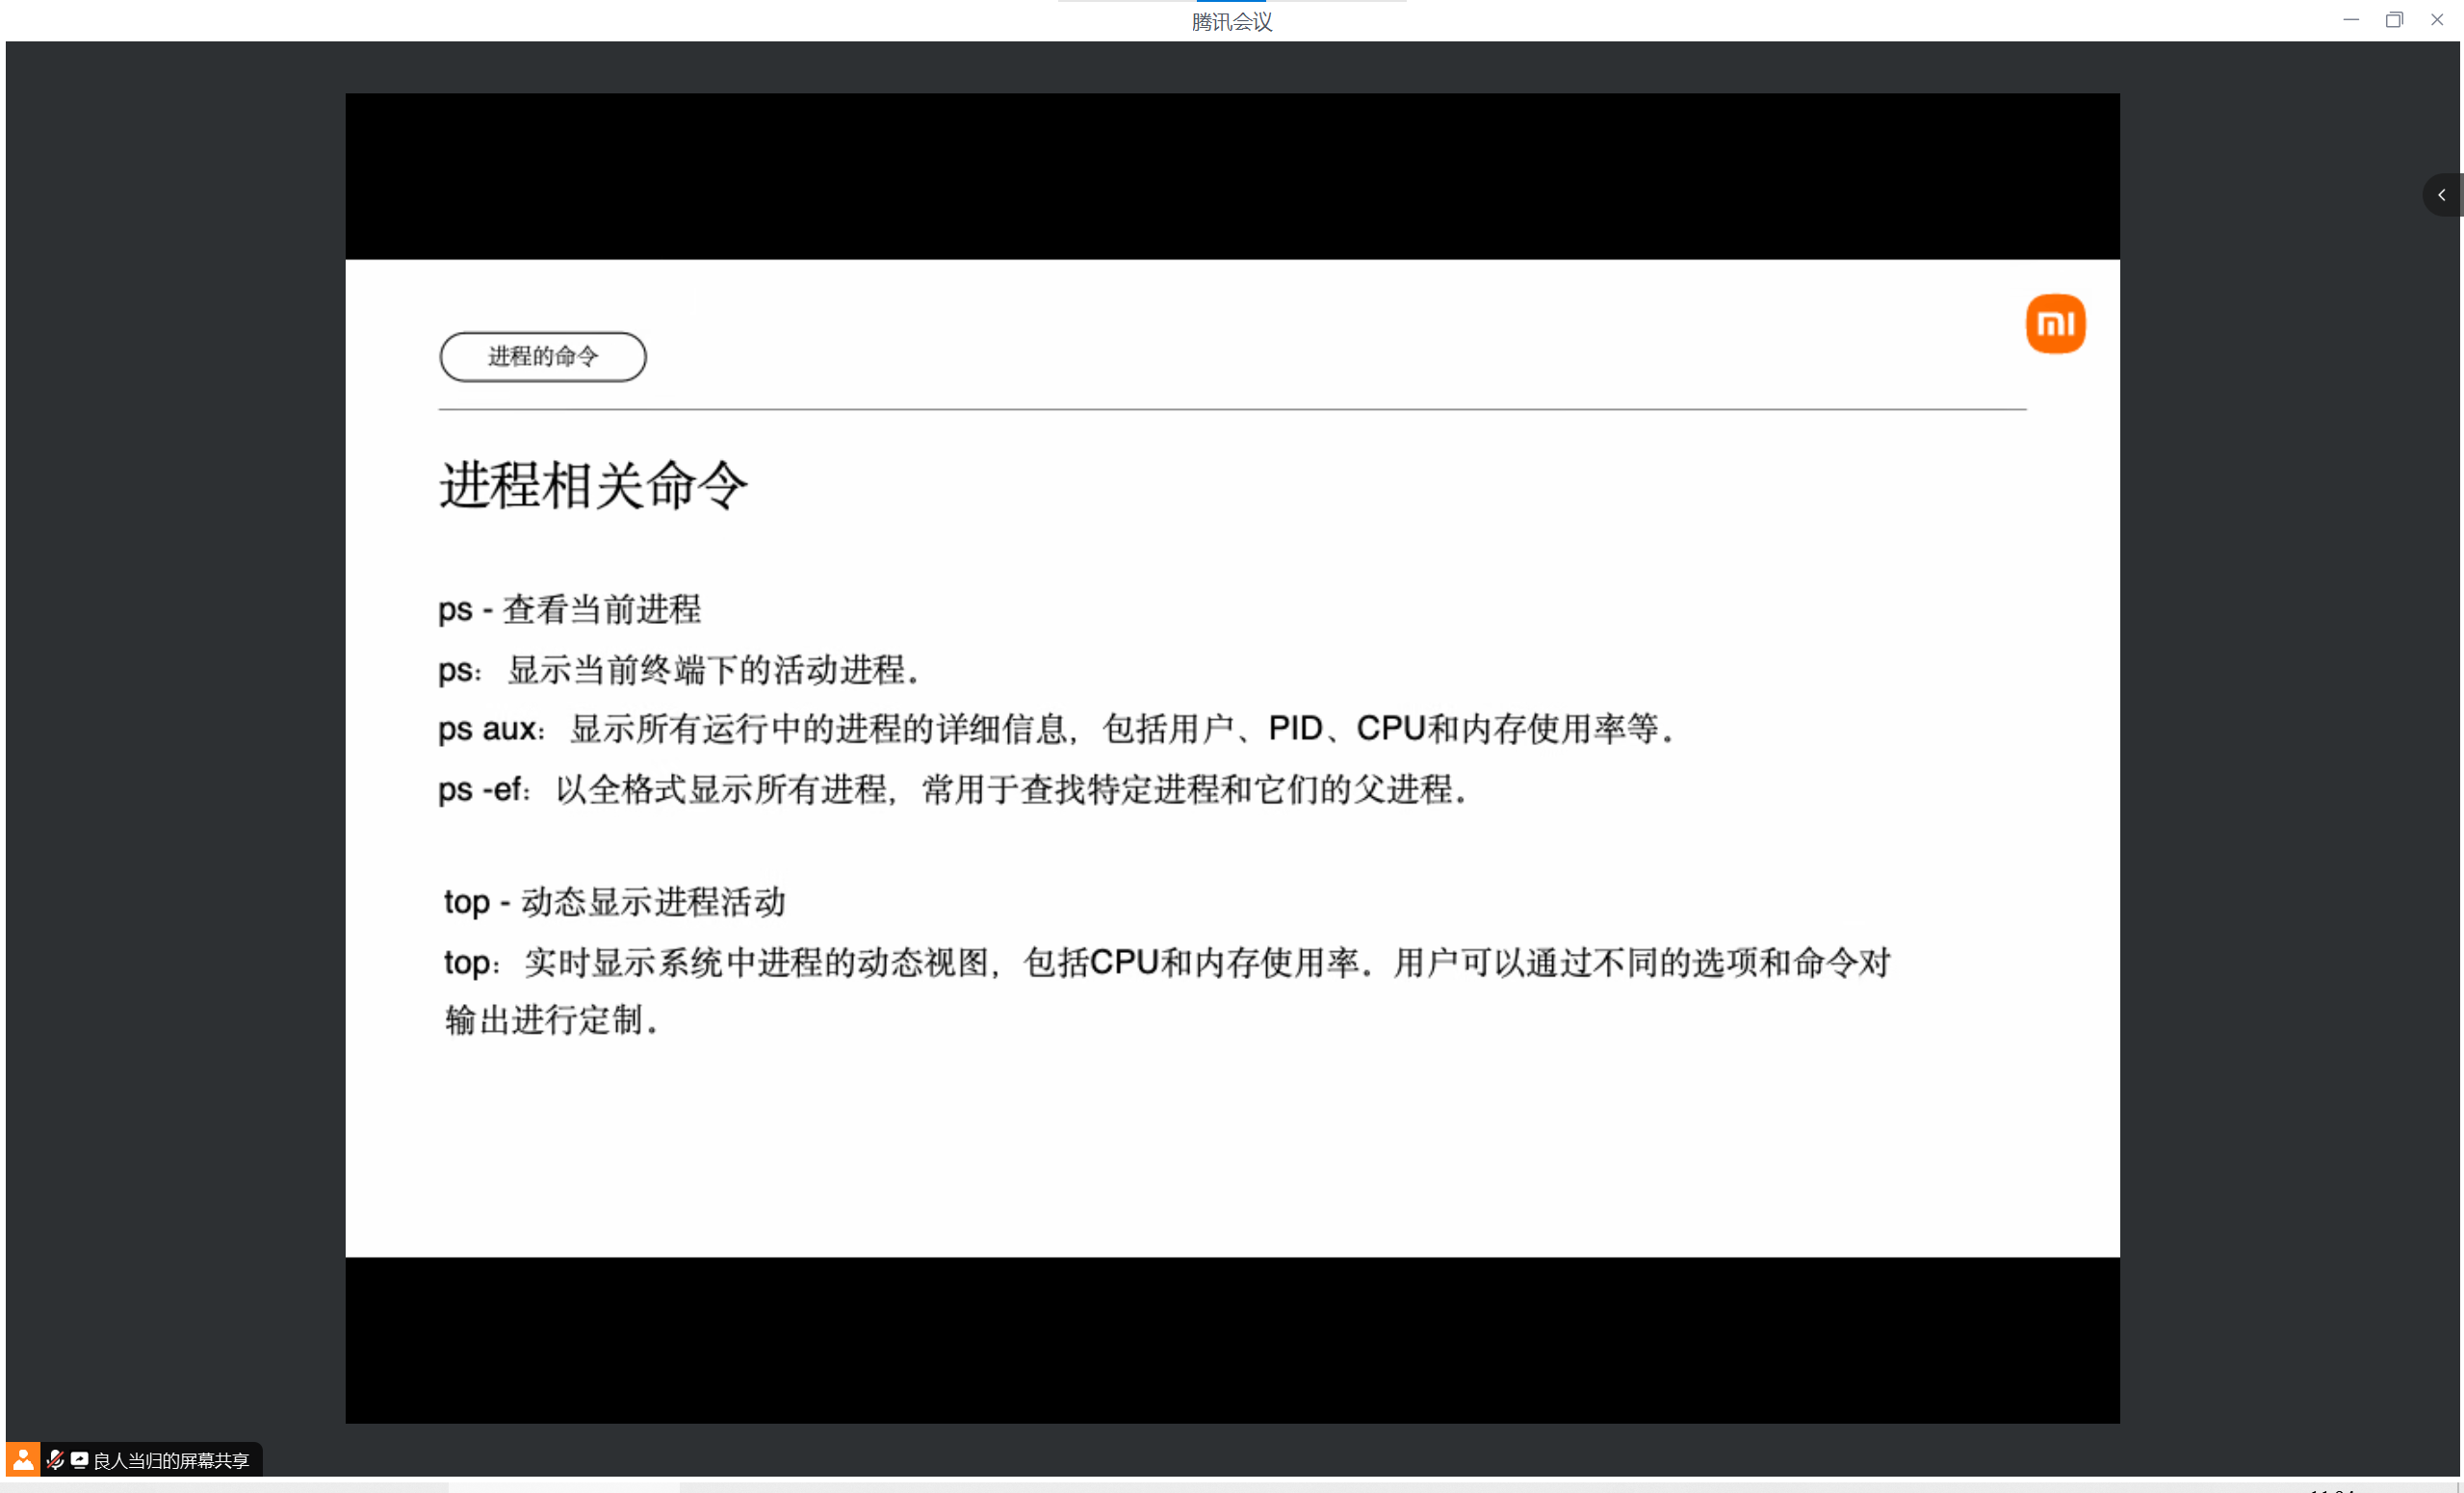 腾讯会议
进程的命令
进程相关命令
ps - 查看当前进程
ps： 显示当前终端下的活动进程。
ps aux： 显示所有运行中的进程的详细信息，包括用户、PID、CPU和内存使用率等。
ps -ef： 以全格式显示所有进程，常用于查找特定进程和它们的父进程。
top - 动态显示进程活动
top： 实时显示系统中进程的动态视图，包括CPU和内存使用率。用户可以通过不同的选项和命令对
输出进行定制。
良人当归的屏幕共享